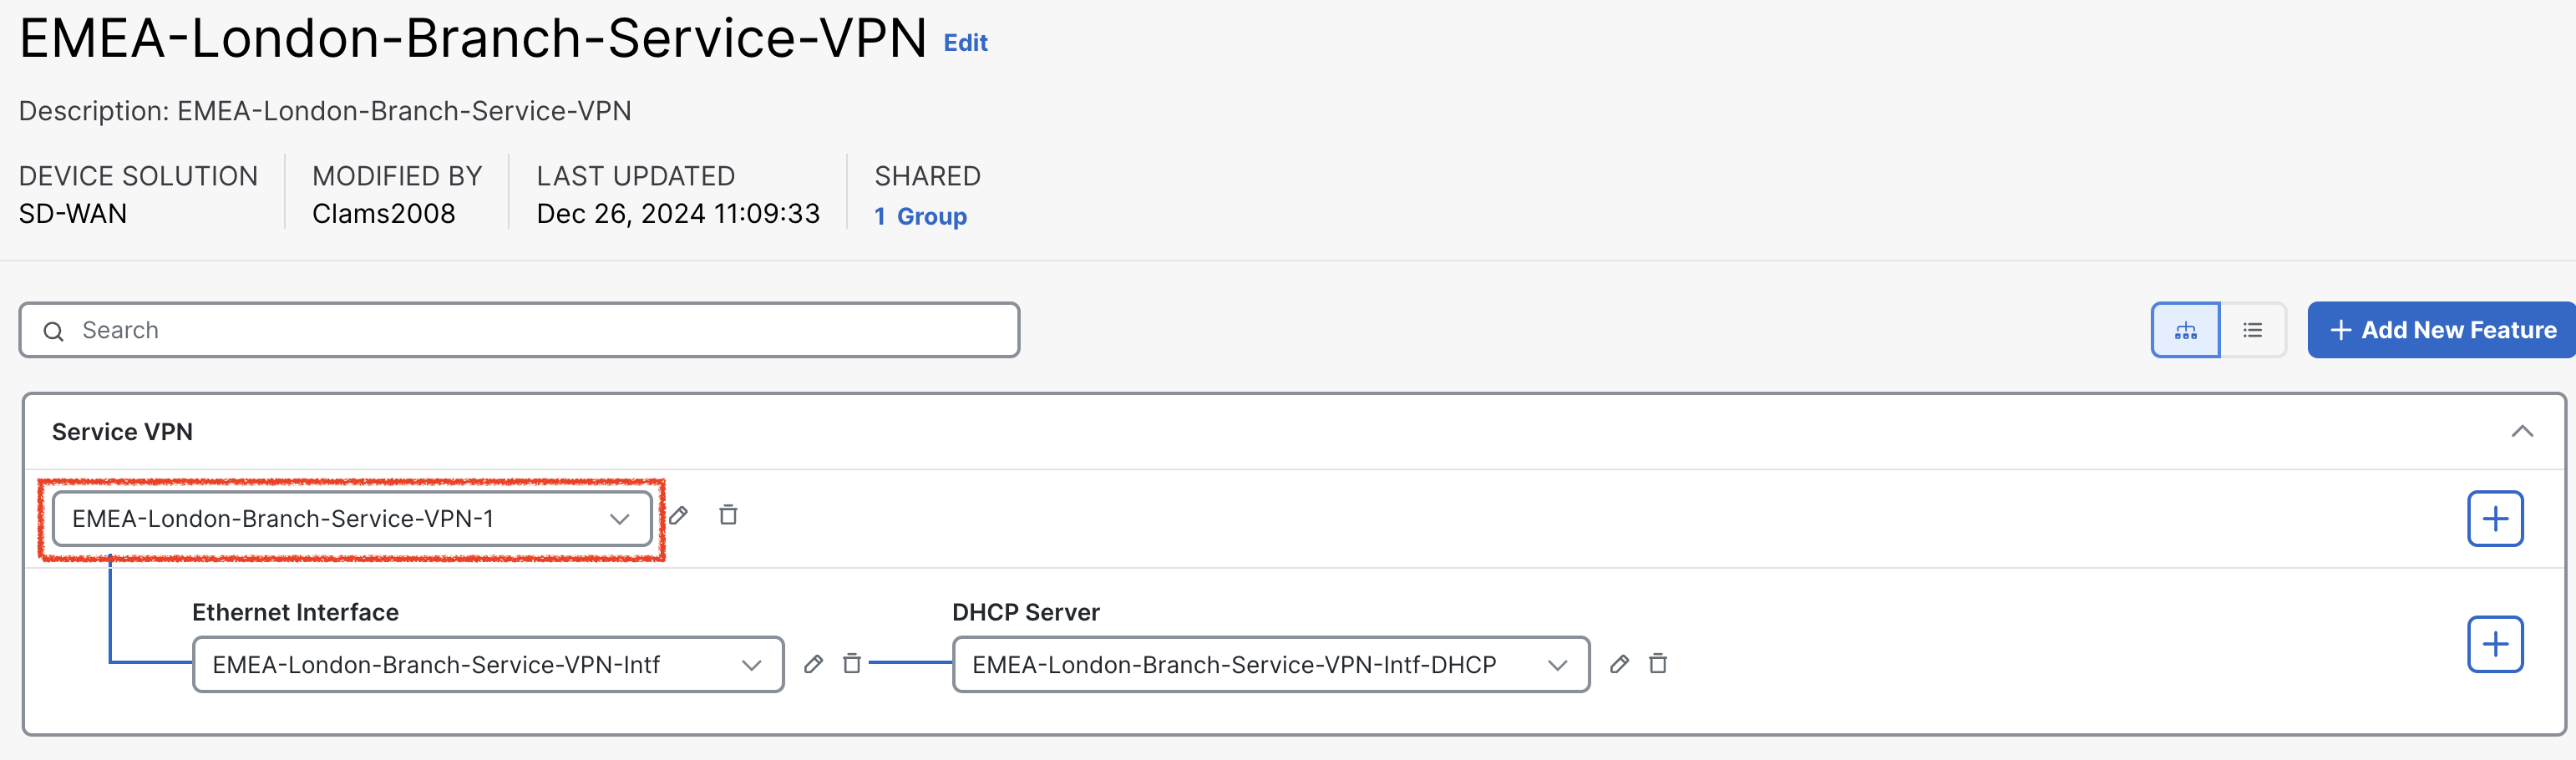 EMEA-London-Branch-Service-VPN Edit
Description: EMEA-London-Branch-Service-VPN
DEVICE SOLUTION MODIFIED BY LAST UPDATED SHARED
SD-WAN Clams2008 Dec 26, 2024 11:09:33 1 Group
Search Add New Feature
Service VPN
EMEA-London-Branch-Service-VPN-1
Ethernet Interface DHCP Server
EMEA-London-Branch-Service-VPN-Intf EMEA-London-Branch-Service-VPN-Intf-DHCP